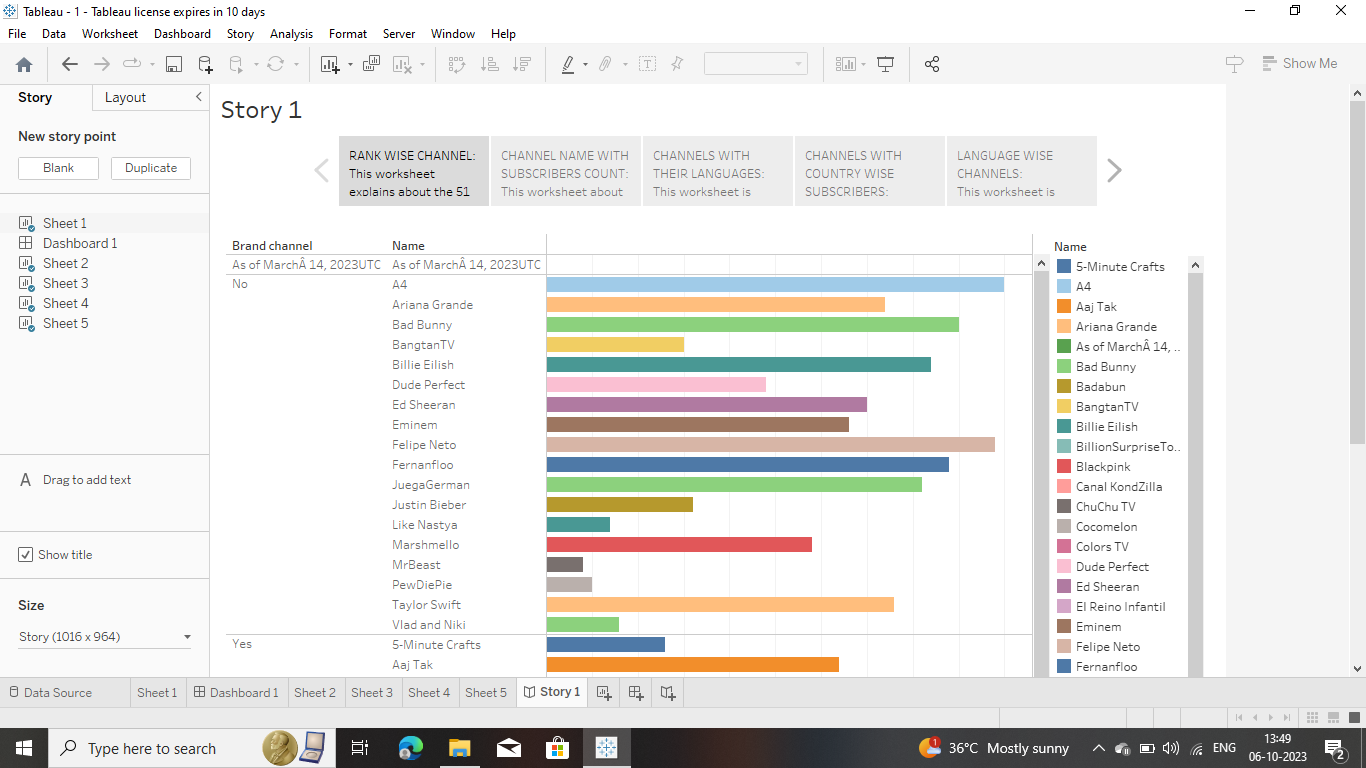 Tableau - 1 - Tableau license expires in 10 days
File Data Worksheet Dashboard Story Analysis Format Server Window Help
Show Me
Story Layout
New story point
Blank Duplicate
Sheet 1
Dashboard 1
Sheet 2
Sheet 3
Sheet 4
Sheet 5
A Drag to add text
Show title
Size
Story (1016 x 964)
Story 1
RANK WISE CHANNEL:
This worksheet
explains about the 51
CHANNEL NAME WITH
SUBSCRIBERS COUNT:
This worksheet about
CHANNELS WITH
THEIR LANGUAGES:
This worksheet is
CHANNELS WITH
COUNTRY WISE
SUBSCRIBERS:
LANGUAGE WISE
CHANNELS:
This worksheet is
Brand channel Name
As of MarchÂ 14, 2023UTC As of MarchÂ 14, 2023UTC
No A4
Ariana Grande
Bad Bunny
BangtanTV
Billie Eilish
Dude Perfect
Ed Sheeran
Eminem
Felipe Neto
Fernanfloo
JuegaGerman
Justin Bieber
Like Nastya
Marshmello
MrBeast
PewDiePie
Taylor Swift
Vlad and Niki
Yes 5-Minute Crafts
Aaj Tak
Name
5-Minute Crafts
A4
Aaj Tak
Ariana Grande
As of MarchÂ 14, ..
Bad Bunny
Badabun
BangtanTV
Billie Eilish
BillionSurpriseTo..
Blackpink
Canal KondZilla
ChuChu TV
Cocomelon
Colors TV
Dude Perfect
Ed Sheeran
El Reino Infantil
Eminem
Felipe Neto
Fernanfloo
Data Source Sheet 1 Dashboard 1 Sheet 2 Sheet 3 Sheet 4 Sheet 5 Story 1
Type here to search
1
36°C Mostly sunny
ENG
13:49
06-10-2023
2